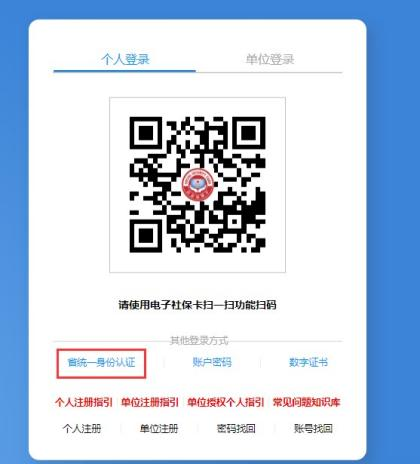 个人登录 单位登录
请使用电子社保卡扫一扫功能扫码
其他登录方式
省统一身份认证 账户密码 数字证书
个人注册指引 单位注册指引 单位授权个人指引 常见问题知识库
个人注册 单位注册 密码找回 账号找回